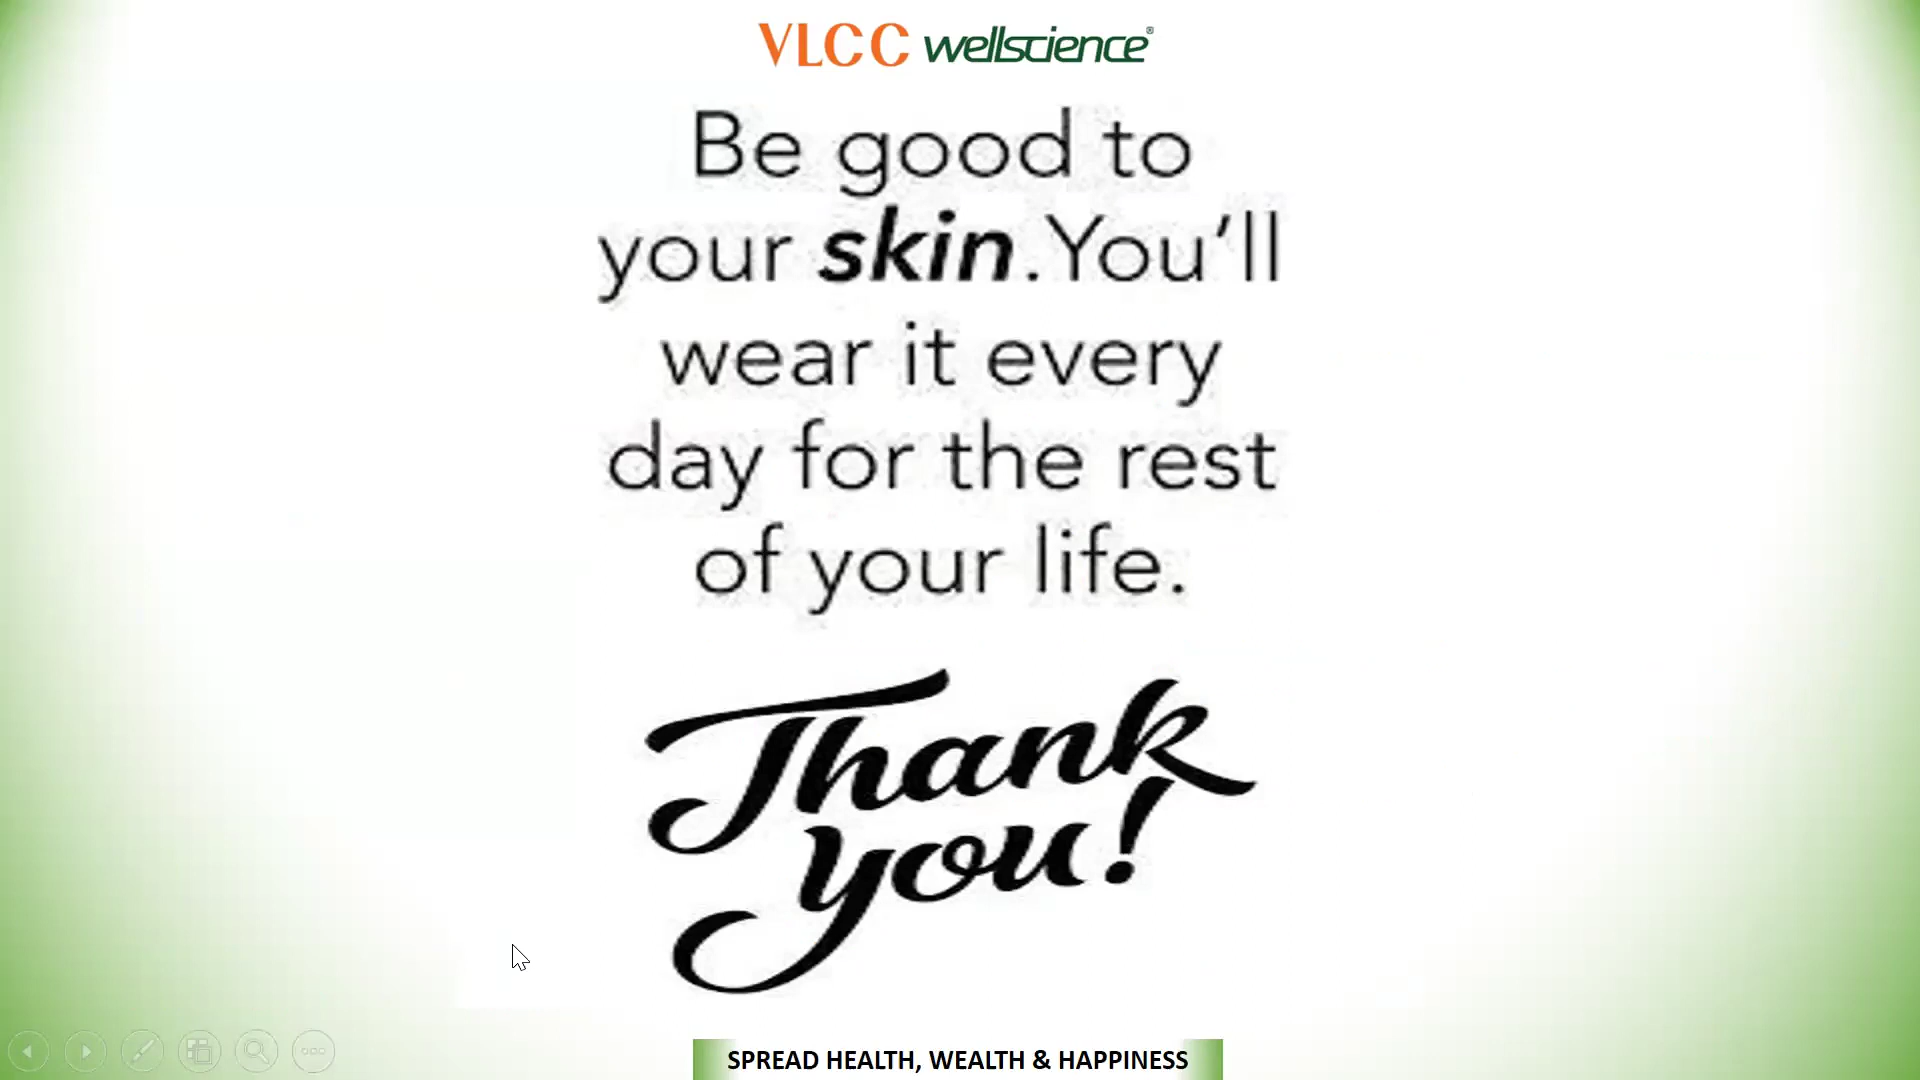 VLCC wellscience®
Be good to
your skin.You'll
wear it every
day for the rest
of your life.
Thank
you!
SPREAD HEALTH, WEALTH & HAPPINESS